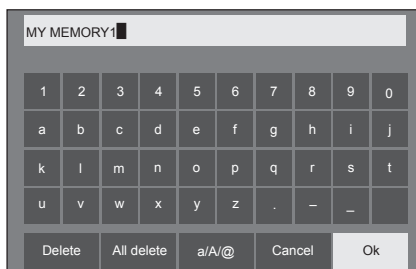 MY MEMORY1
1 2 3 4 5 6 7 8 9 0
a b c d e f g h i j
k l m n o p q r s t
u v w x y z . – _
Delete All delete a/A/@ Cancel Ok